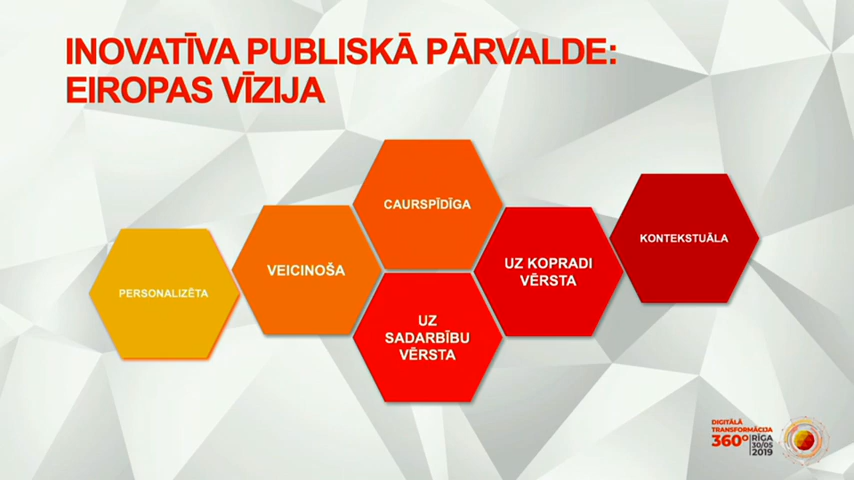 INOVATĪVA PUBLISKĀ PĀRVALDE:
EIROPAS VĪZIJA
PERSONALIZĒTA
VEICINOŠA
CAURSPĪDĪGA
UZ
SADARBĪBU
VĒRSTA
UZ KOPRADI
VĒRSTA
KONTEKSTUĀLA
DIGITĀLĀ
TRANSFORMĀCIJA
360°
RĪGA
30/05
2019